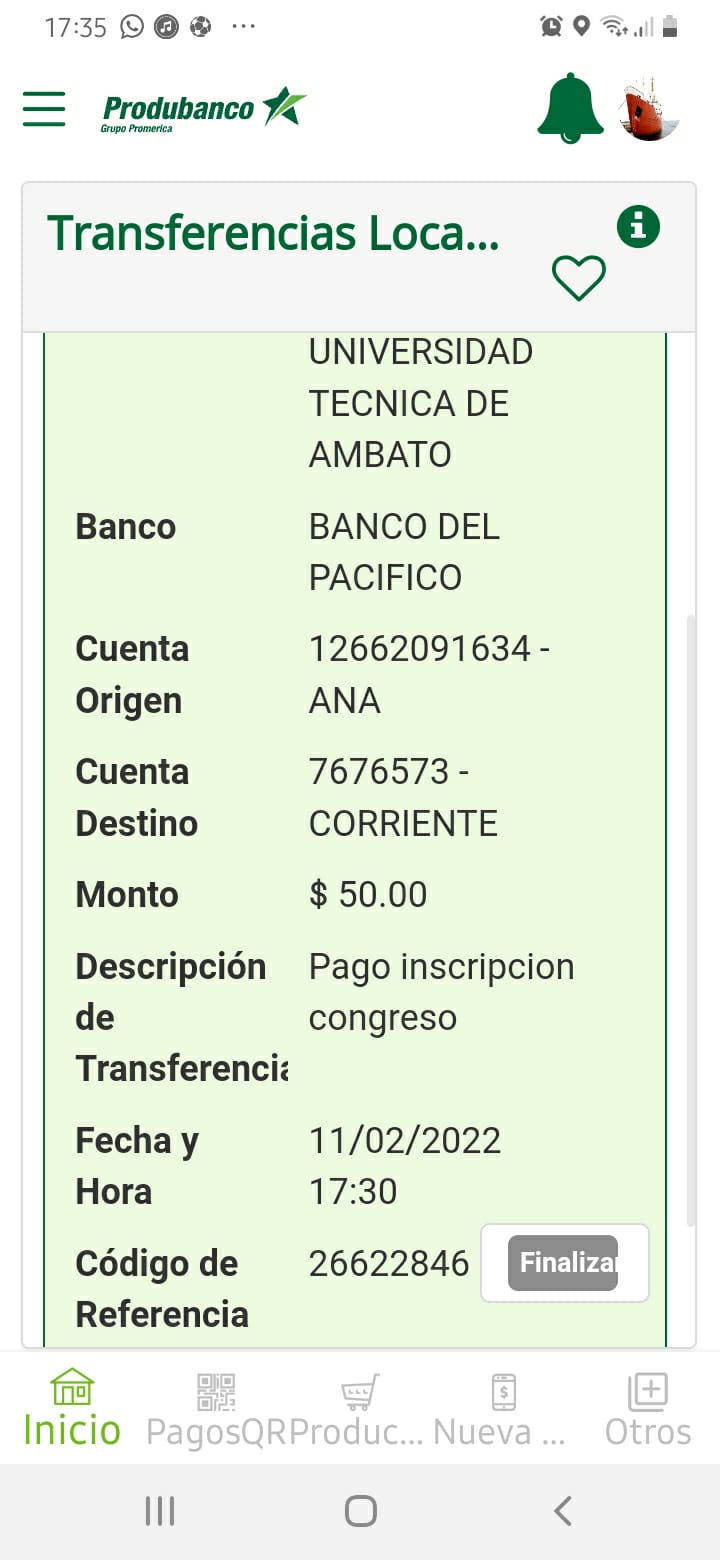 17:35
Produbanco
Grupo Promerica
Transferencias Loca...
UNIVERSIDAD
TECNICA DE
AMBATO
Banco
BANCO DEL
PACIFICO
Cuenta
Origen
12662091634 -
ANA
Cuenta
Destino
7676573 -
CORRIENTE
Monto
$ 50.00
Descripción
de
Transferencia
Pago inscripcion
congreso
Fecha y
Hora
11/02/2022
17:30
Código de
Referencia
26622846
Finalizar
Inicio
PagosQR
Produc...
Nueva ...
Otros